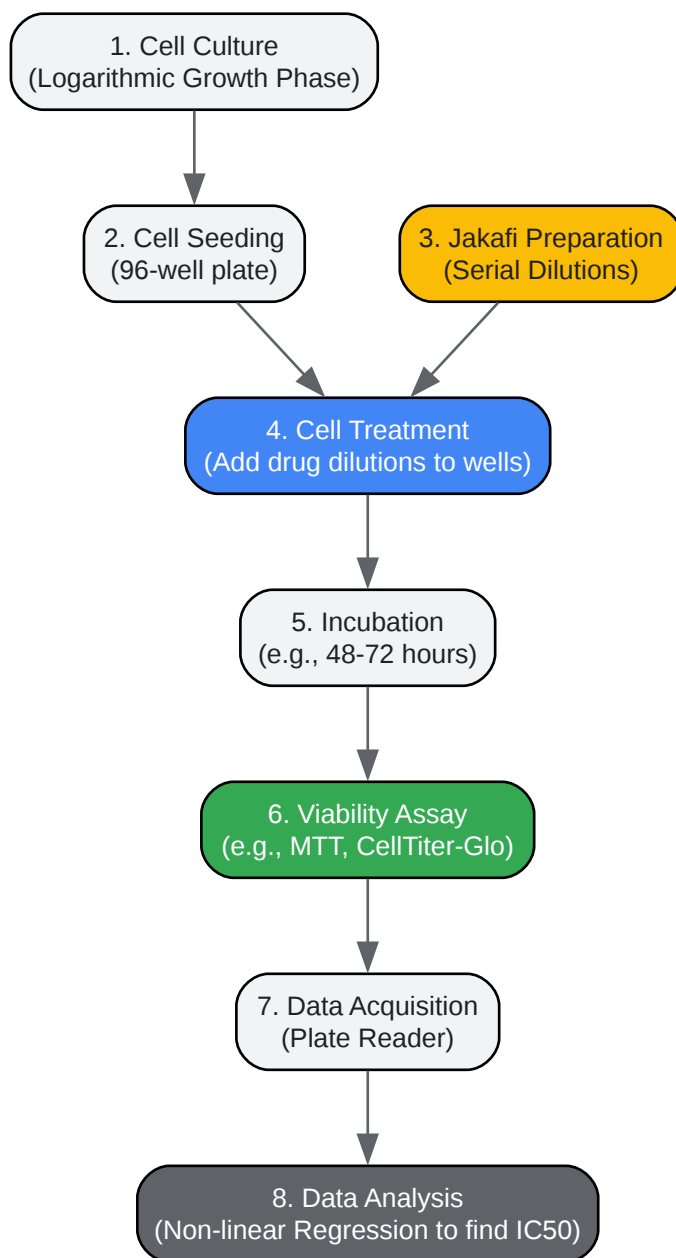 1. Cell Culture
(Logarithmic Growth Phase)
2. Cell Seeding
(96-well plate)
3. Jakafi Preparation
(Serial Dilutions)
4. Cell Treatment
(Add drug dilutions to wells)
5. Incubation
(e.g., 48-72 hours)
6. Viability Assay
(e.g., MTT, CellTiter-Glo)
7. Data Acquisition
(Plate Reader)
8. Data Analysis
(Non-linear Regression to find IC50)